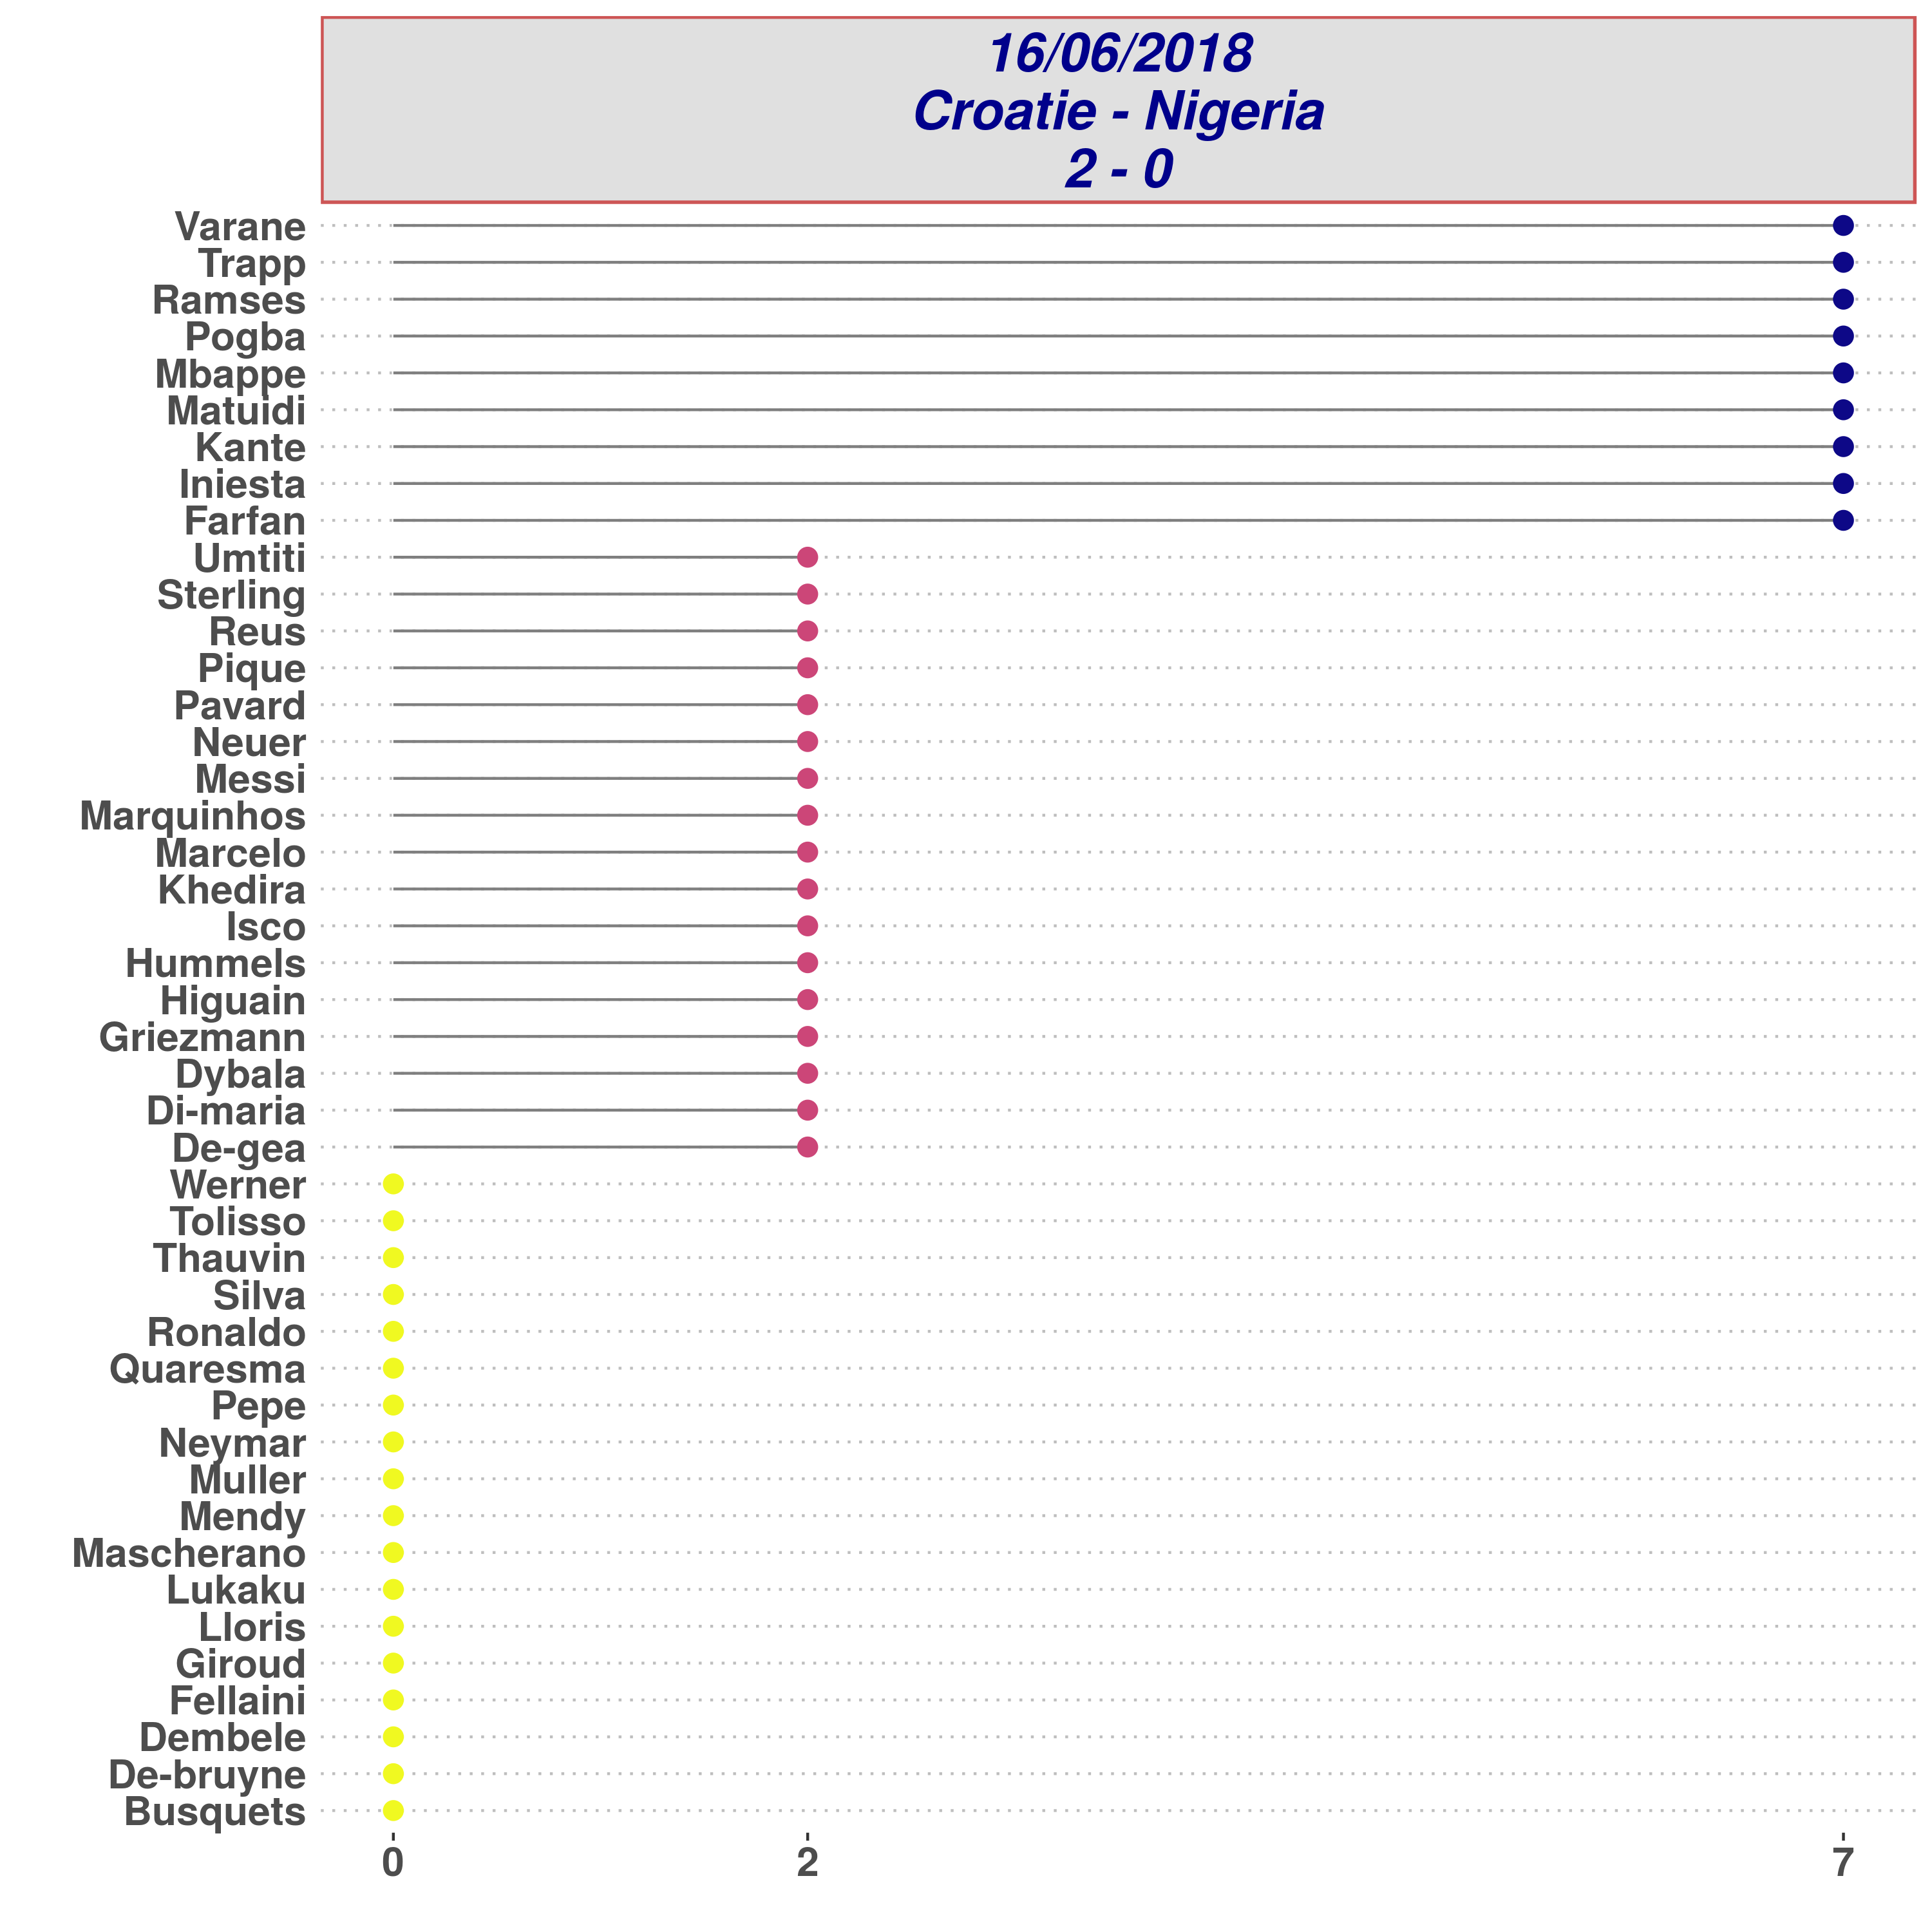 16/06/2018
Croatie - Nigeria
2 - 0
Varane
Trapp
Ramses
Pogba
Mbappe
Matuidi
Kante
Iniesta
Farfan
Umtiti
Sterling
Reus
Pique
Pavard
Neuer
Messi
Marquinhos
Marcelo
Khedira
Isco
Hummels
Higuain
Griezmann
Dybala
Di-maria
De-gea
Werner
Tolisso
Thauvin
Silva
Ronaldo
Quaresma
Pepe
Neymar
Muller
Mendy
Mascherano
Lukaku
Lloris
Giroud
Fellaini
Dembele
De-bruyne
Busquets
0 2 7